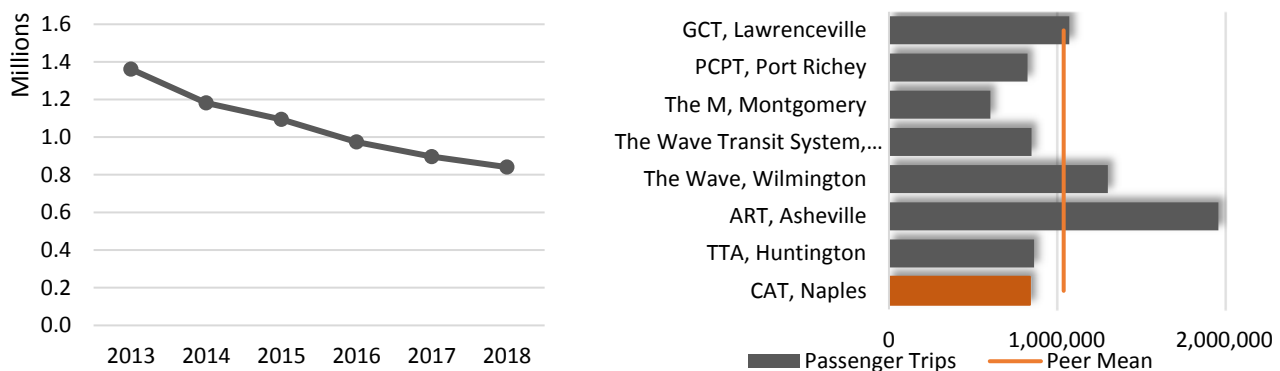 Millions
1.6
1.4
1.2
1.0
0.8
0.6
0.4
0.2
0.0
2013 2014 2015 2016 2017 2018
GCT, Lawrenceville
PCPT, Port Richey
The M, Montgomery
The Wave Transit System,...
The Wave, Wilmington
ART, Asheville
TTA, Huntington
CAT, Naples
0 1,000,000 2,000,000
Passenger Trips Peer Mean